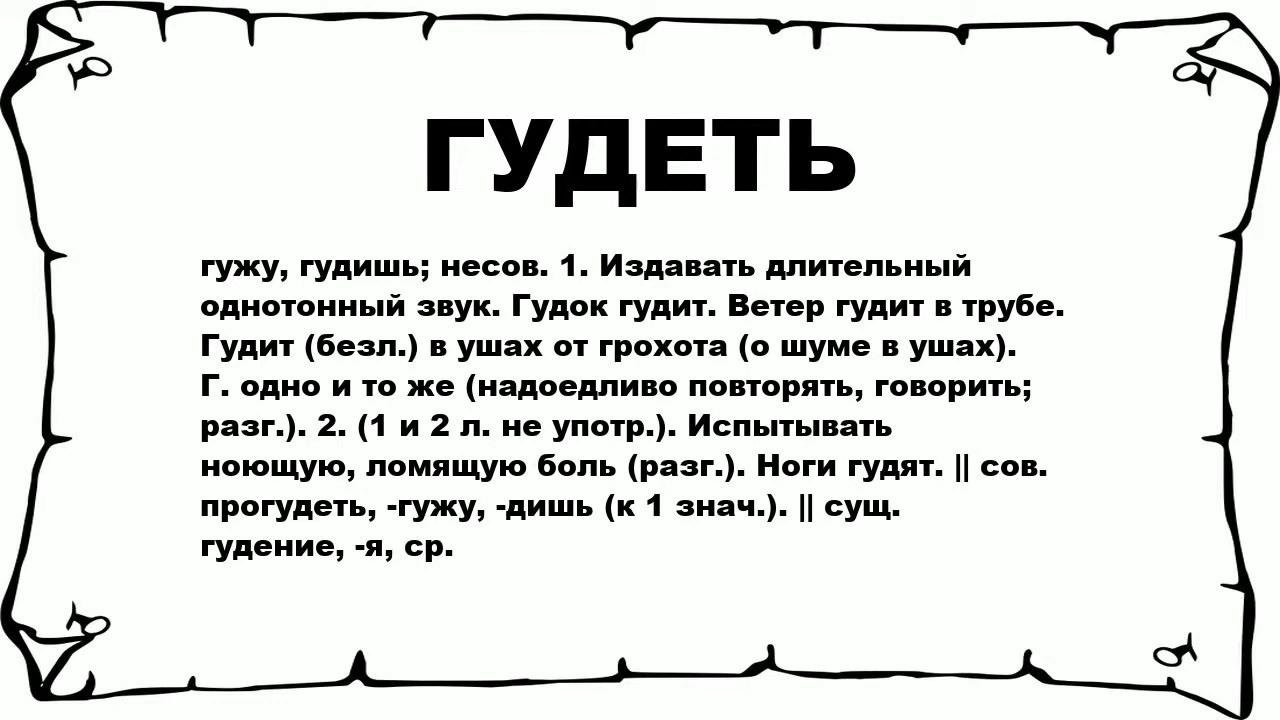 ГУДЕТЬ
гужу, гудишь; несов. 1. Издавать длительный
однотонный звук. Гудок гудит. Ветер гудит в трубе.
Гудит (безл.) в ушах от грохота (о шуме в ушах).
Г. одно и то же (надоедливо повторять, говорить;
разг.). 2. (1 и 2 л. не употр.). Испытывать
ноющую, ломящую боль (разг.). Ноги гудят. || сов.
прогудеть, -гужу, -дишь (к 1 знач.). || сущ.
гудение, -я, ср.